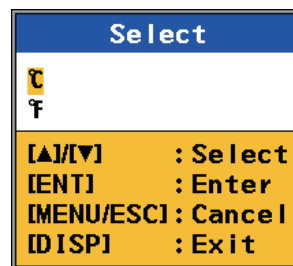 Select
℃
℉
[▲]/[▼] :Select
[ENT] :Enter
[MENU/ESC]:Cancel
[DISP] :Exit